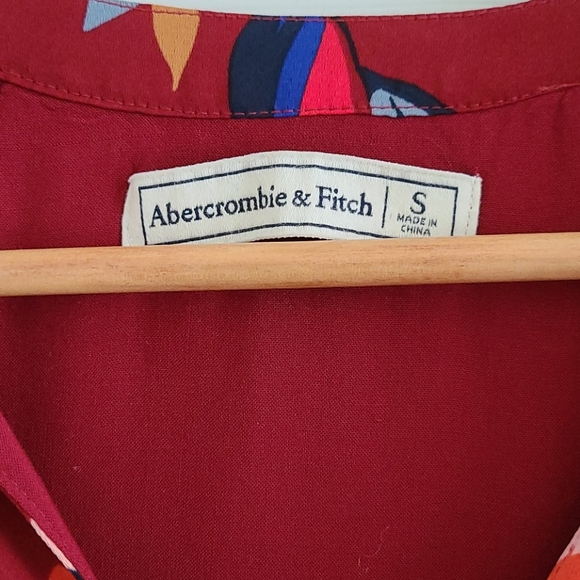 Abercrombie & Fitch
S
MADE IN
CHINA